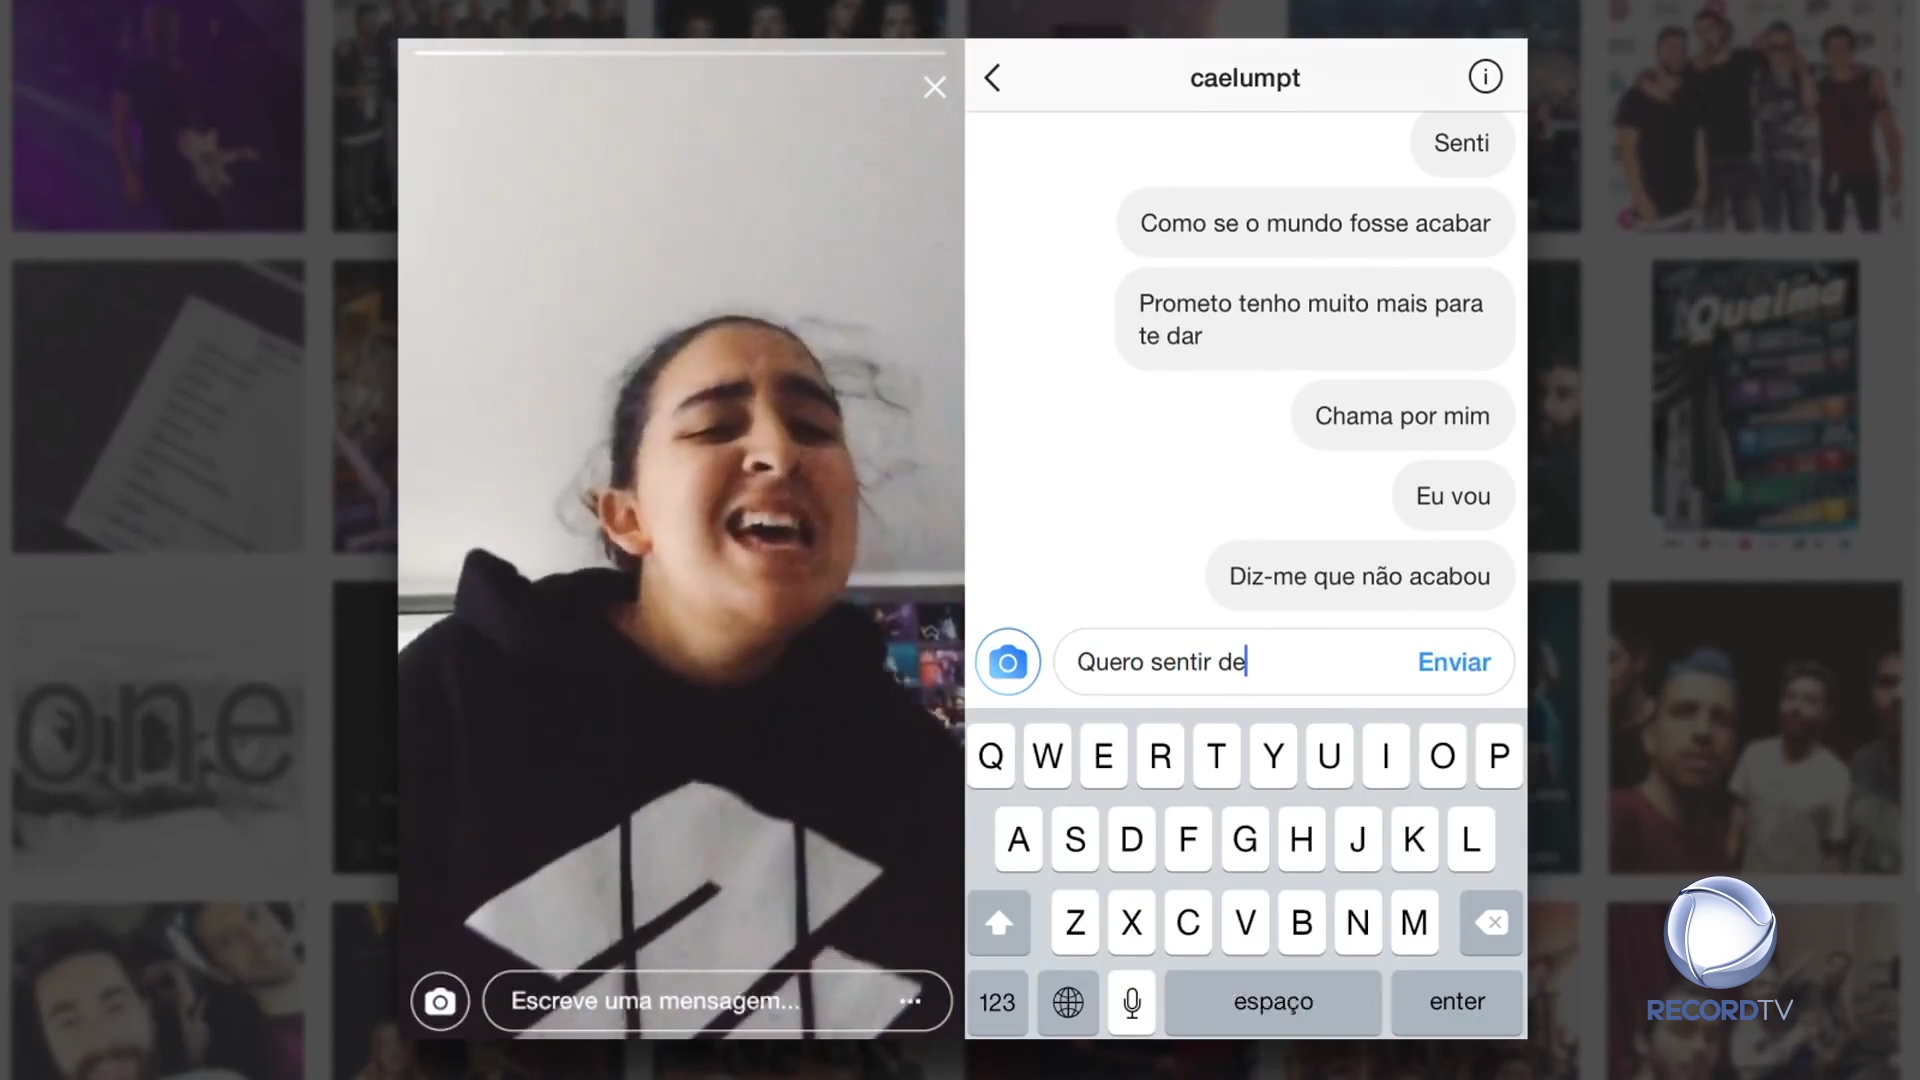 caelumpt
Senti
Como se o mundo fosse acabar
Prometo tenho muito mais para
te dar
Chama por mim
Eu vou
Diz-me que não acabou
Quero sentir de
Enviar
Q W E R T Y U I O P
A S D F G H J K L
Z X C V B N M
123
espaço
enter
Escreve uma mensagem...
Queima
one
RECORDTV